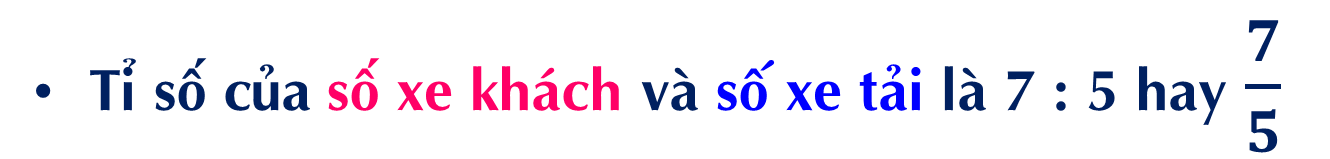 • Tỉ số của số xe khách và số xe tải là 7 : 5 hay 7/5